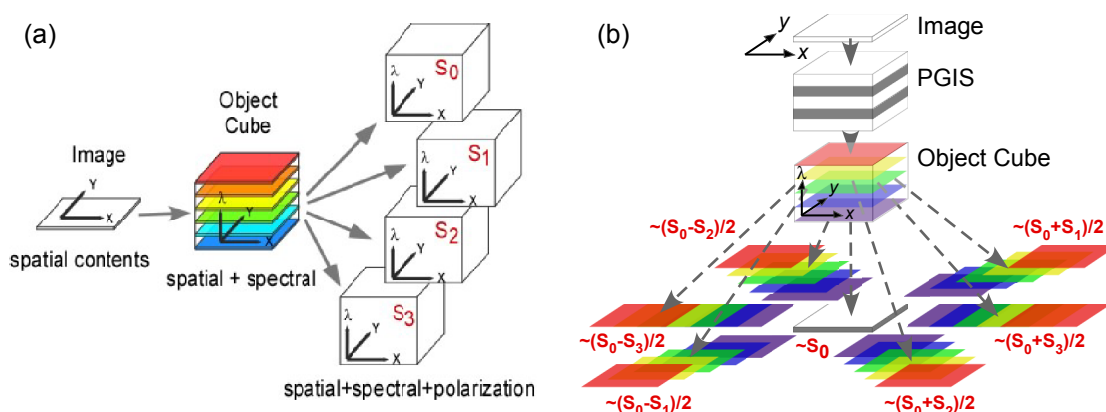 (a)
Image
Y
X
spatial contents
Object
Cube
λ
Y
X
spatial + spectral
S0
λ
Y
X
S1
λ
Y
X
S2
λ
Y
X
S3
λ
Y
X
spatial+spectral+polarization
(b)
y
x
Image
PGIS
Object Cube
λ
y
x
~(S0-S2)/2
~(S0+S1)/2
~(S0-S3)/2
~S0
~(S0+S3)/2
~(S0-S1)/2
~(S0+S2)/2